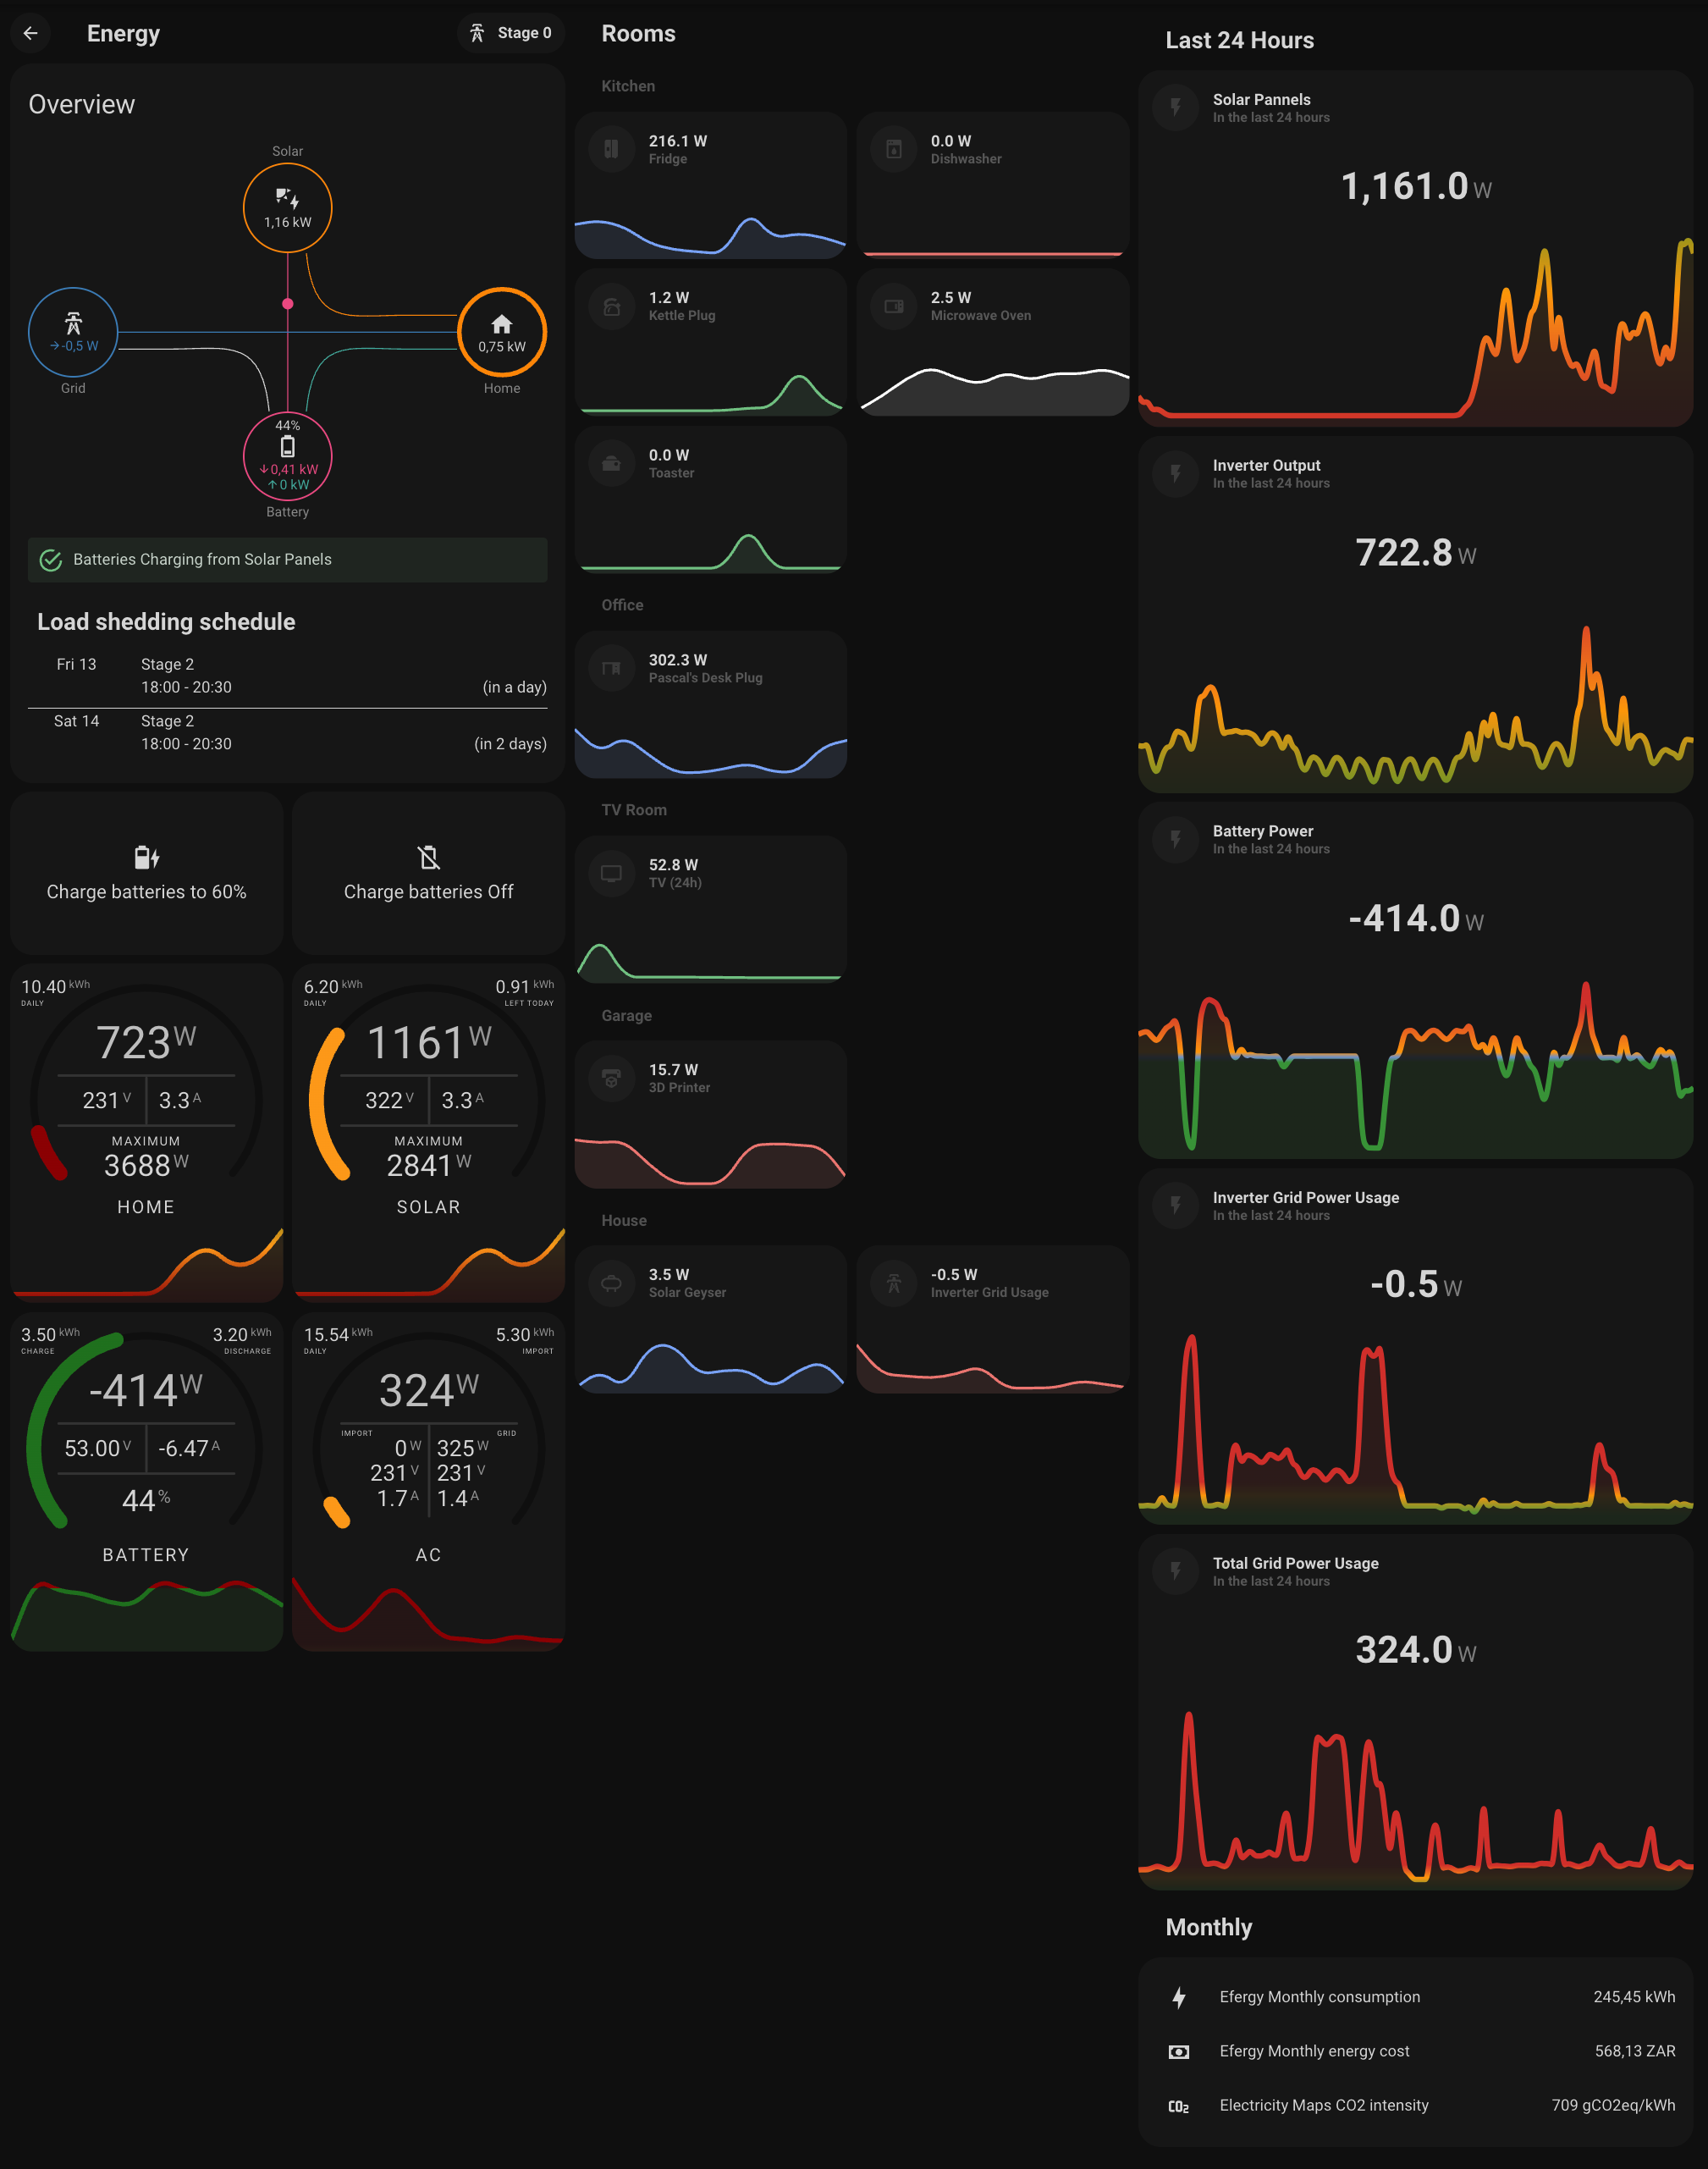 Energy
Stage 0
Overview
Solar
1,16 kW
→-0,5 W
Grid
0,75 kW
Home
44%
↓0,41 kW
↑0 kW
Battery
Batteries Charging from Solar Panels
Load shedding schedule
Fri 13 Stage 2
18:00 - 20:30 (in a day)
Sat 14 Stage 2
18:00 - 20:30 (in 2 days)
Charge batteries to 60%
Charge batteries Off
10.40 kWh
DAILY
723 W
231 V 3.3 A
MAXIMUM
3688 W
HOME
6.20 kWh 0.91 kWh
DAILY LEFT TODAY
1161 W
322 V 3.3 A
MAXIMUM
2841 W
SOLAR
3.50 kWh 3.20 kWh
CHARGE DISCHARGE
-414 W
53.00 V -6.47 A
44 %
BATTERY
15.54 kWh 5.30 kWh
DAILY IMPORT
324 W
IMPORT GRID
0 W 325 W
231 V 231 V
1.7 A 1.4 A
AC
Rooms
Kitchen
216.1 W
Fridge
0.0 W
Dishwasher
1.2 W
Kettle Plug
2.5 W
Microwave Oven
0.0 W
Toaster
Office
302.3 W
Pascal's Desk Plug
TV Room
52.8 W
TV (24h)
Garage
15.7 W
3D Printer
House
3.5 W
Solar Geyser
-0.5 W
Inverter Grid Usage
Last 24 Hours
Solar Pannels
In the last 24 hours
1,161.0 W
Inverter Output
In the last 24 hours
722.8 W
Battery Power
In the last 24 hours
-414.0 W
Inverter Grid Power Usage
In the last 24 hours
-0.5 W
Total Grid Power Usage
In the last 24 hours
324.0 W
Monthly
Efergy Monthly consumption 245,45 kWh
Efergy Monthly energy cost 568,13 ZAR
CO₂ Electricity Maps CO2 intensity 709 gCO2eq/kWh